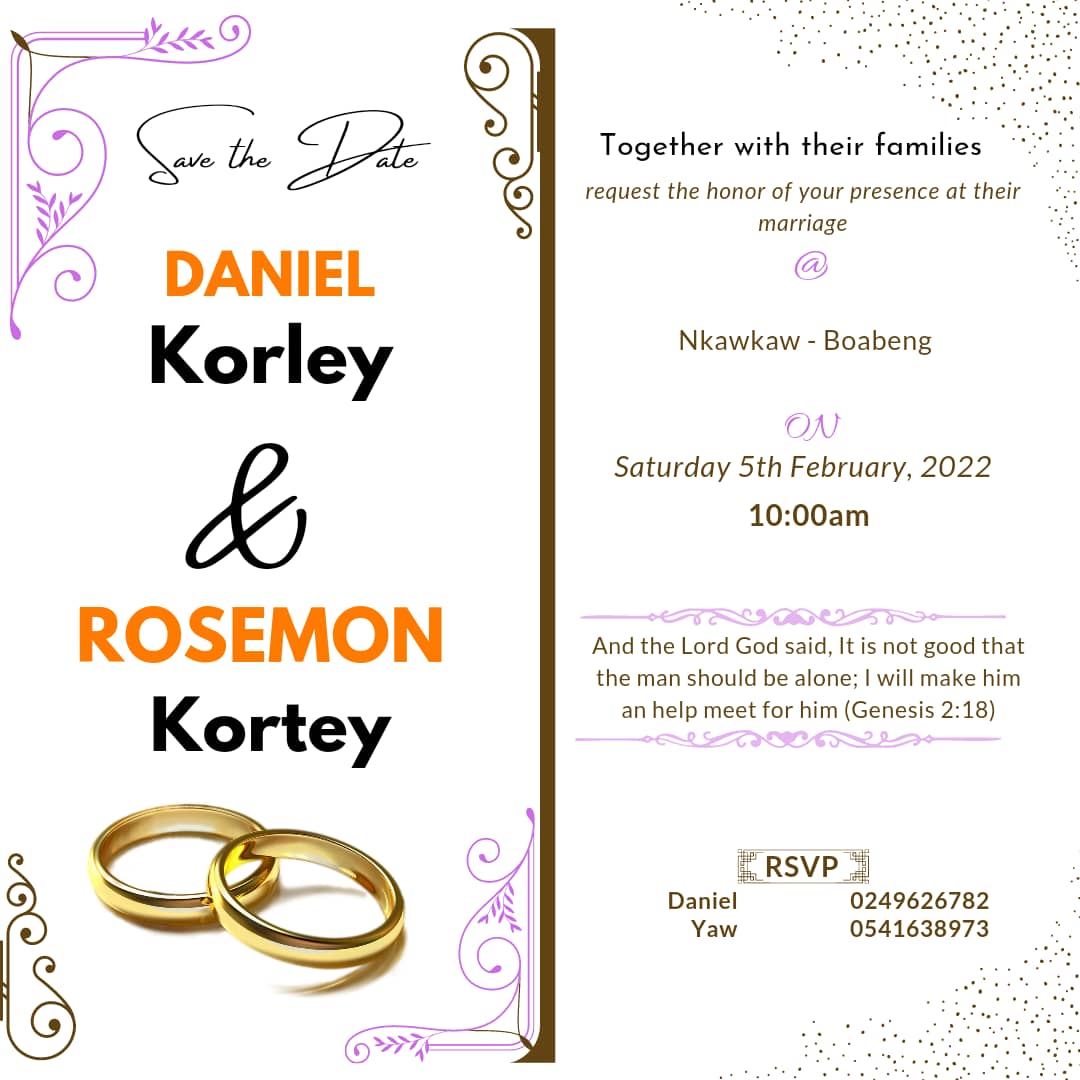 Save the Date
DANIEL
Korley
&
ROSEMON
Kortey
Together with their families
request the honor of your presence at their
marriage
@
Nkawkaw - Boabeng
ON
Saturday 5th February, 2022
10:00am
And the Lord God said, It is not good that
the man should be alone; I will make him
an help meet for him (Genesis 2:18)
RSVP
Daniel 0249626782
Yaw 0541638973